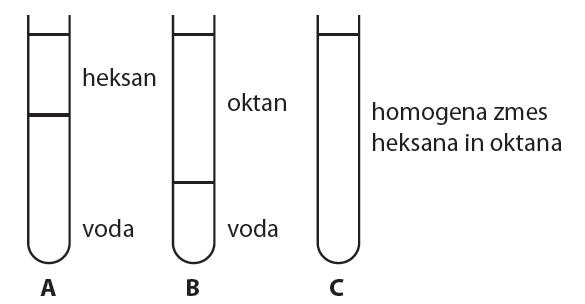 heksan
voda
A
oktan
voda
B
homogena zmes
heksana in oktana
C